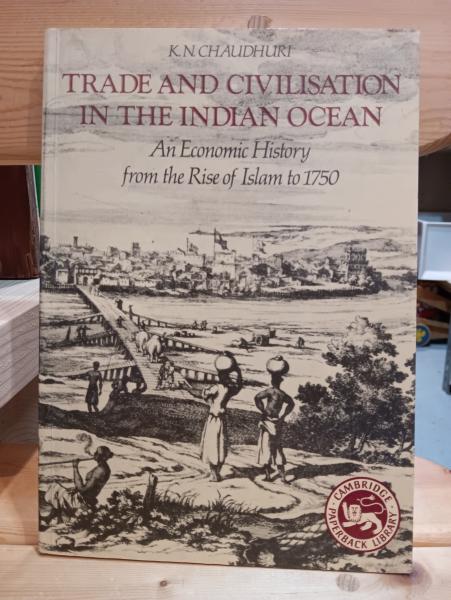 K. N. CHAUDHURI
TRADE AND CIVILISATION
IN THE INDIAN OCEAN
An Economic History
from the Rise of Islam to 1750
CAMBRIDGE
PAPERBACK LIBRARY